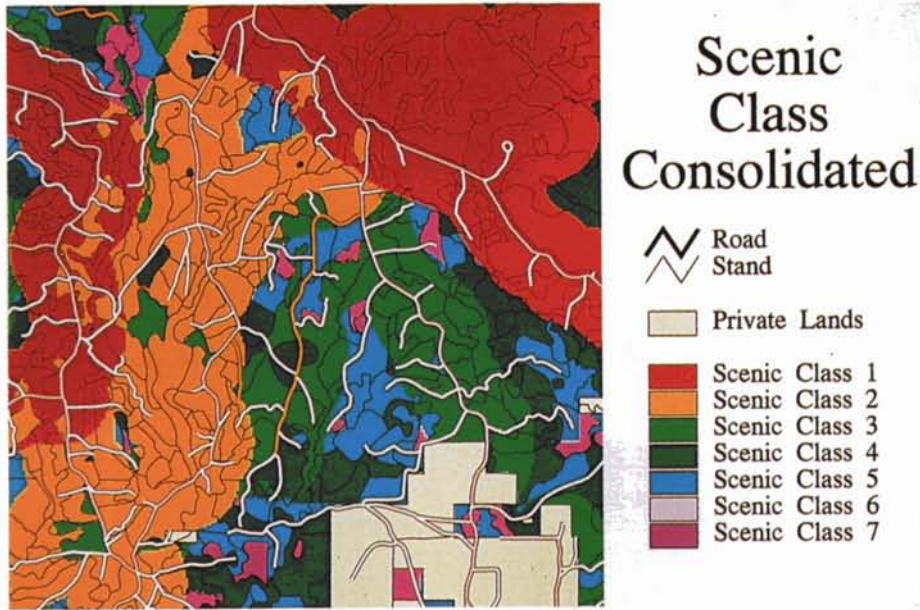 Scenic
Class
Consolidated
Road
Stand
Private Lands
Scenic Class 1
Scenic Class 2
Scenic Class 3
Scenic Class 4
Scenic Class 5
Scenic Class 6
Scenic Class 7